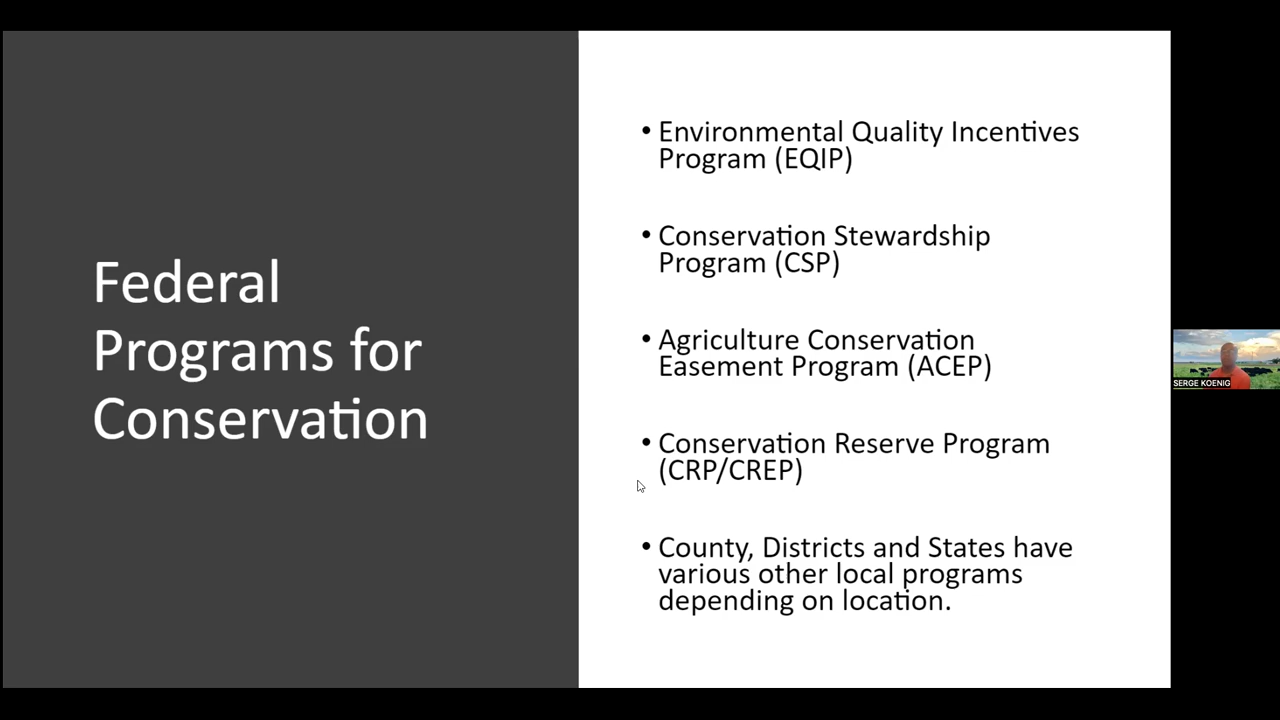 Federal
Programs for
Conservation
• Environmental Quality Incentives
Program (EQIP)
• Conservation Stewardship
Program (CSP)
• Agriculture Conservation
Easement Program (ACEP)
• Conservation Reserve Program
(CRP/CREP)
• County, Districts and States have
various other local programs
depending on location.
SERGE KOENIG